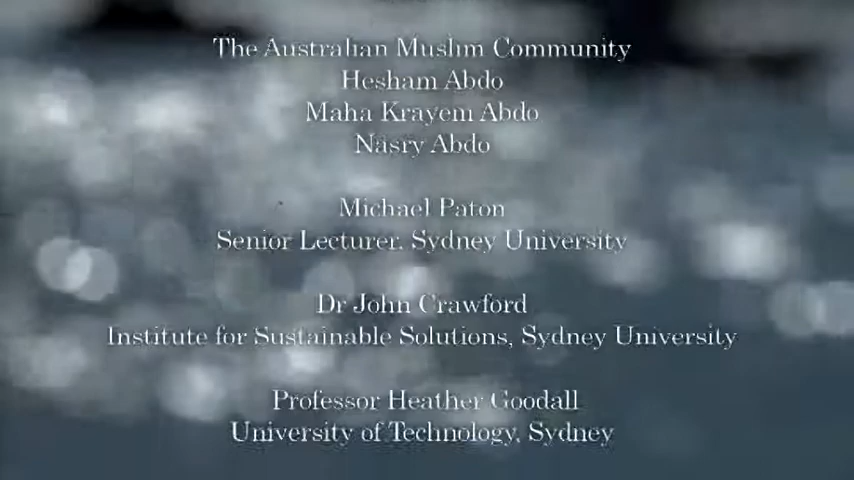 The Australian Muslim Community
Hesham Abdo
Maha Krayem Abdo
Nasry Abdo
Michael Paton
Senior Lecturer, Sydney University
Dr John Crawford
Institute for Sustainable Solutions, Sydney University
Professor Heather Goodall
University of Technology, Sydney